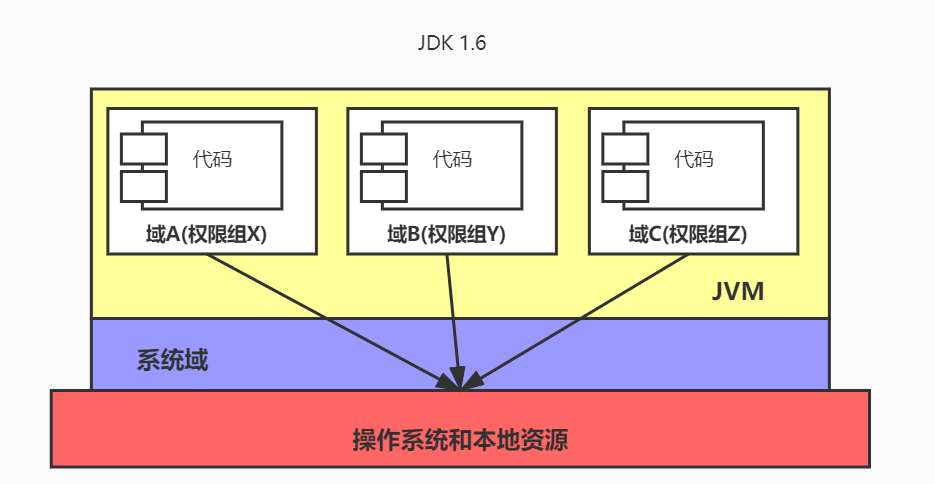 JDK 1.6
代码
代码
代码
域A(权限组X)
域B(权限组Y)
域C(权限组Z)
JVM
系统域
操作系统和本地资源